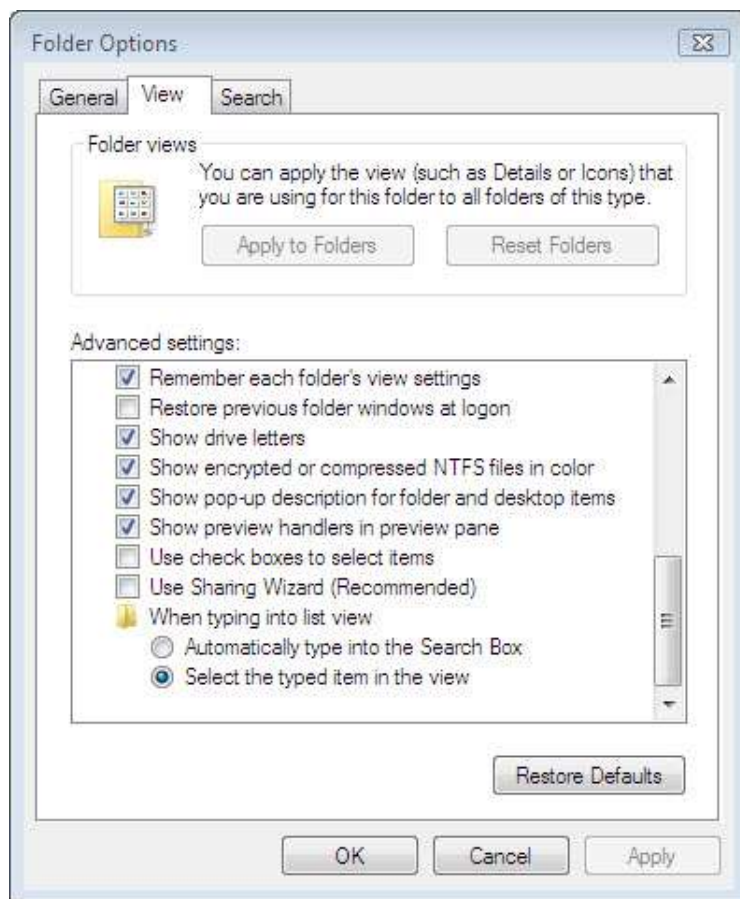 Folder Options
General View Search
Folder views
You can apply the view (such as Details or Icons) that
you are using for this folder to all folders of this type.
Apply to Folders Reset Folders
Advanced settings:
Remember each folder's view settings
Restore previous folder windows at logon
Show drive letters
Show encrypted or compressed NTFS files in color
Show pop-up description for folder and desktop items
Show preview handlers in preview pane
Use check boxes to select items
Use Sharing Wizard (Recommended)
When typing into list view
Automatically type into the Search Box
Select the typed item in the view
Restore Defaults
OK Cancel Apply